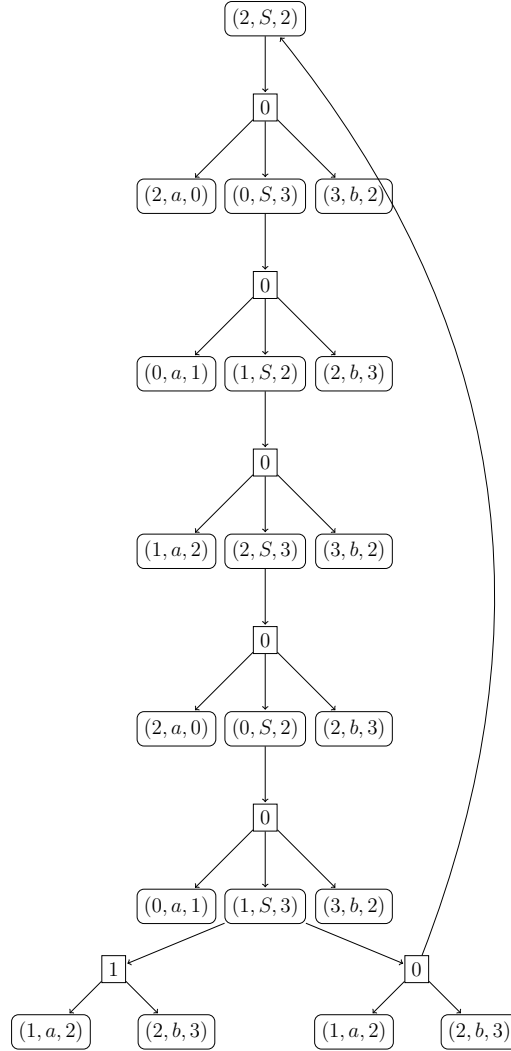 (2, S, 2)
0
(2, a, 0) (0, S, 3) (3, b, 2)
0
(0, a, 1) (1, S, 2) (2, b, 3)
0
(1, a, 2) (2, S, 3) (3, b, 2)
0
(2, a, 0) (0, S, 2) (2, b, 3)
0
(0, a, 1) (1, S, 3) (3, b, 2)
1 0
(1, a, 2) (2, b, 3) (1, a, 2) (2, b, 3)